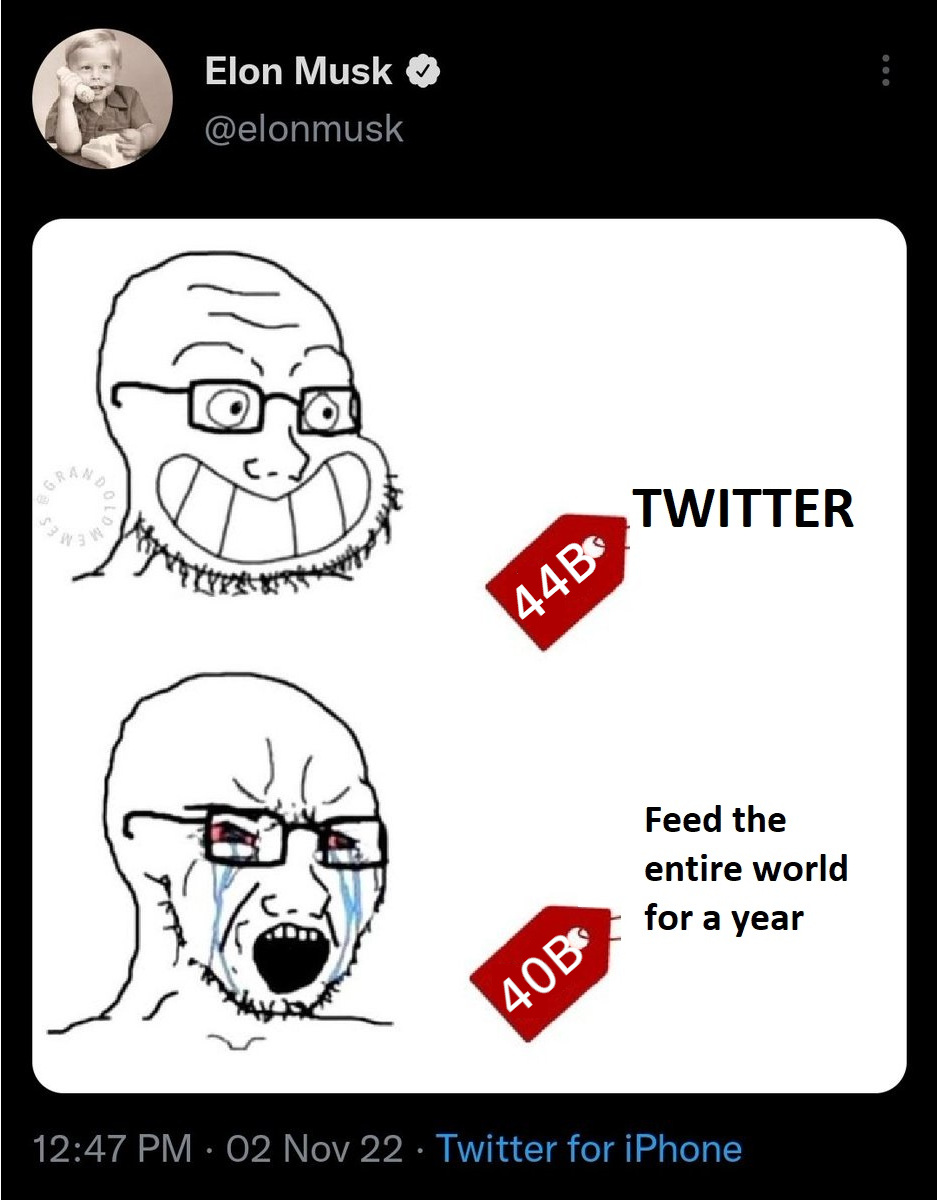 Elon Musk
@elonmusk
@GRANDOLDMEMES
TWITTER
44B
Feed the
entire world
for a year
40B
12:47 PM · 02 Nov 22 · Twitter for iPhone